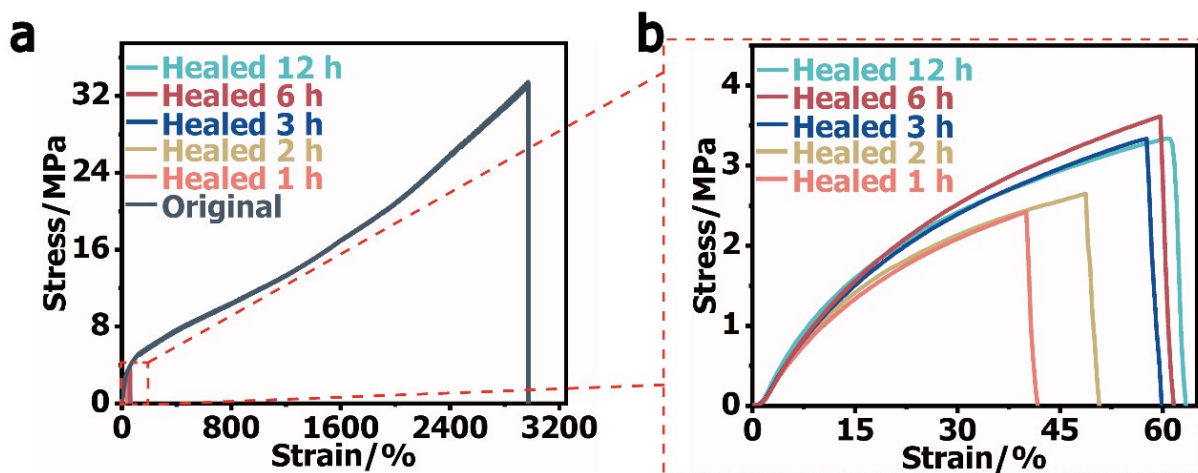 a
Healed 12 h
Healed 6 h
Healed 3 h
Healed 2 h
Healed 1 h
Original
Stress/MPa
32
24
16
8
0
0 800 1600 2400 3200
Strain/%
b
Healed 12 h
Healed 6 h
Healed 3 h
Healed 2 h
Healed 1 h
Stress/MPa
4
3
2
1
0
0 15 30 45 60
Strain/%